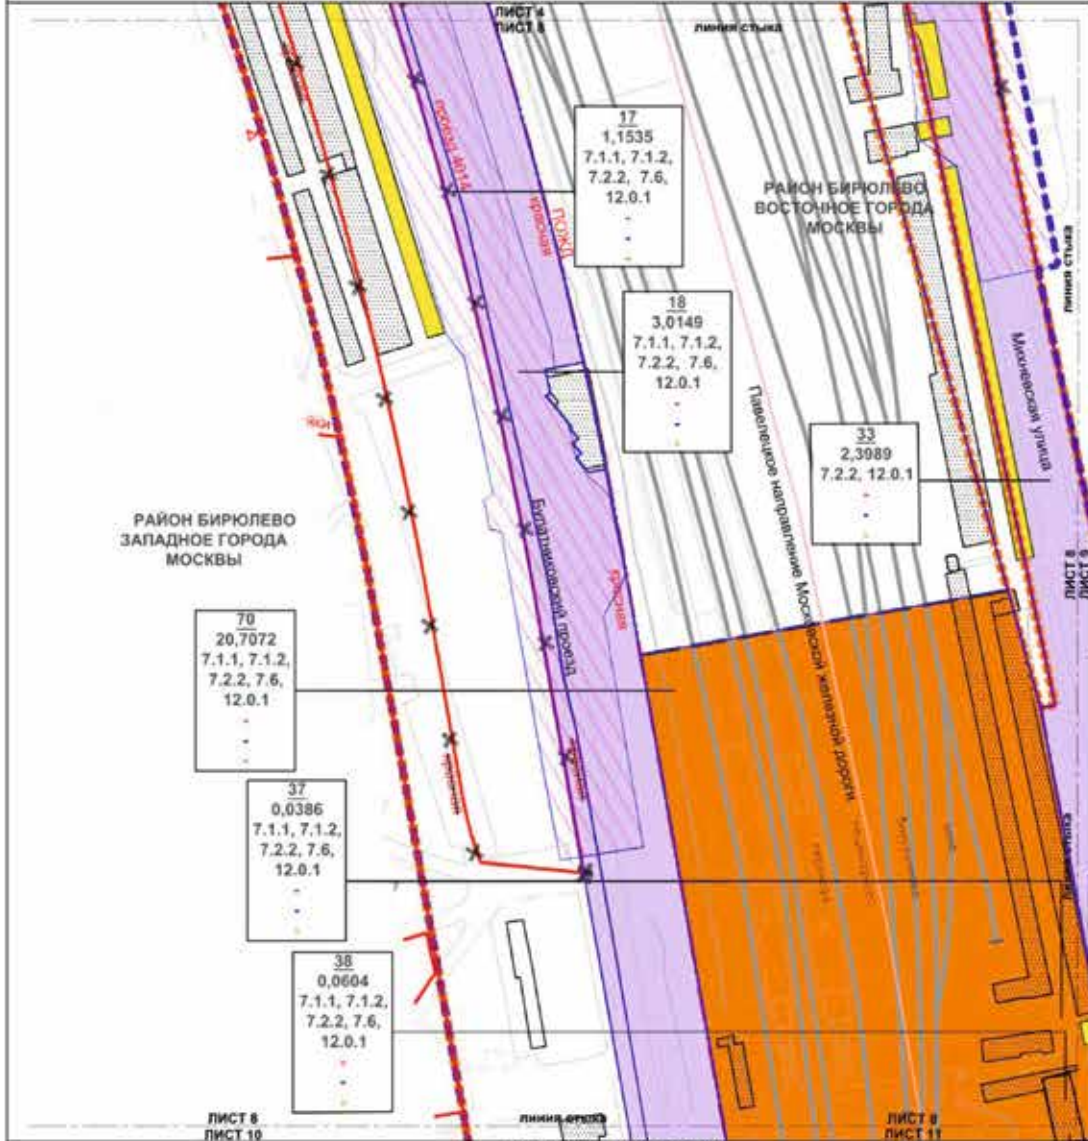 ЛИСТ 4
ЛИСТ 8
линия стыка
17
1,1535
7.1.1, 7.1.2,
7.2.2, 7.6,
12.0.1
-
-
-
проезд 4014
красная
ПОЖД
РАЙОН БИРЮЛЕВО
ВОСТОЧНОЕ ГОРОДА
МОСКВЫ
линия стыка
18
3,0149
7.1.1, 7.1.2,
7.2.2, 7.6,
12.0.1
-
-
-
Михневская улица
Павелецкое направление Московской железной дороги
33
2,3989
7.2.2, 12.0.1
-
-
-
РАЙОН БИРЮЛЕВО
ЗАПАДНОЕ ГОРОДА
МОСКВЫ
Булатниковский проезд
красная
ЛИСТ 8
ЛИСТ 9
70
20,7072
7.1.1, 7.1.2,
7.2.2, 7.6,
12.0.1
-
-
-
37
0,0386
7.1.1, 7.1.2,
7.2.2, 7.6,
12.0.1
-
-
-
линия стыка
38
0,0604
7.1.1, 7.1.2,
7.2.2, 7.6,
12.0.1
-
-
-
ЛИСТ 8
ЛИСТ 10
линия стыка
ЛИСТ 8
ЛИСТ 11